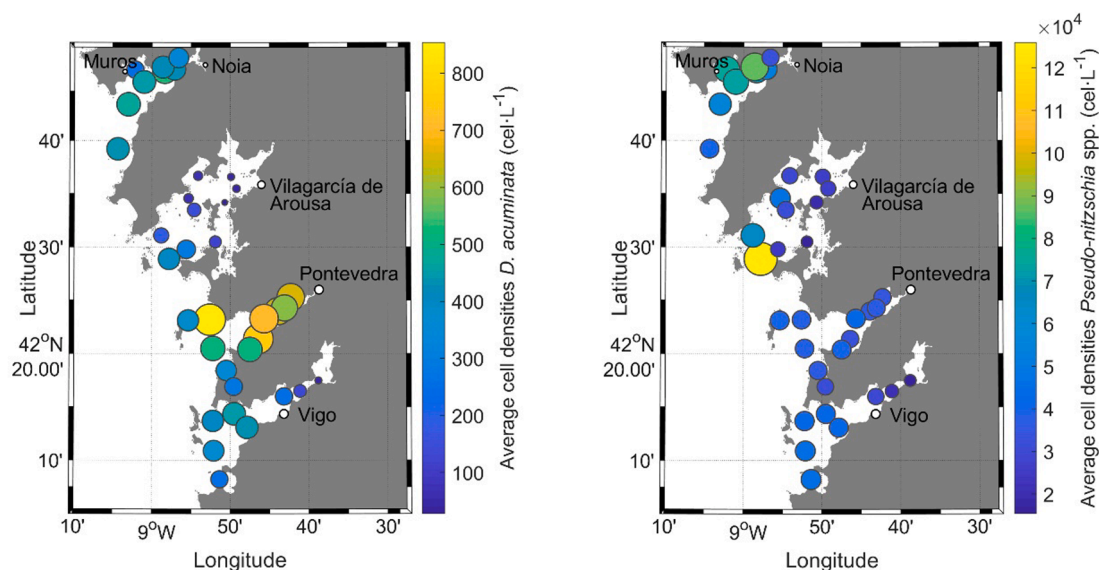 Muros
Noia
Vilagarcía de
Arousa
Pontevedra
Vigo
40'
30'
42°N
20.00'
10'
10'
9°W
50'
40'
30'
Latitude
Longitude
800
700
600
500
400
300
200
100
Average cell densities D. acuminata (cel·L⁻¹)
×10⁴
Muros
Noia
Vilagarcía de
Arousa
Pontevedra
Vigo
40'
30'
42°N
20.00'
10'
10'
9°W
50'
40'
30'
Latitude
Longitude
12
11
10
9
8
7
6
5
4
3
2
Average cell densities Pseudo-nitzschia spp. (cel·L⁻¹)